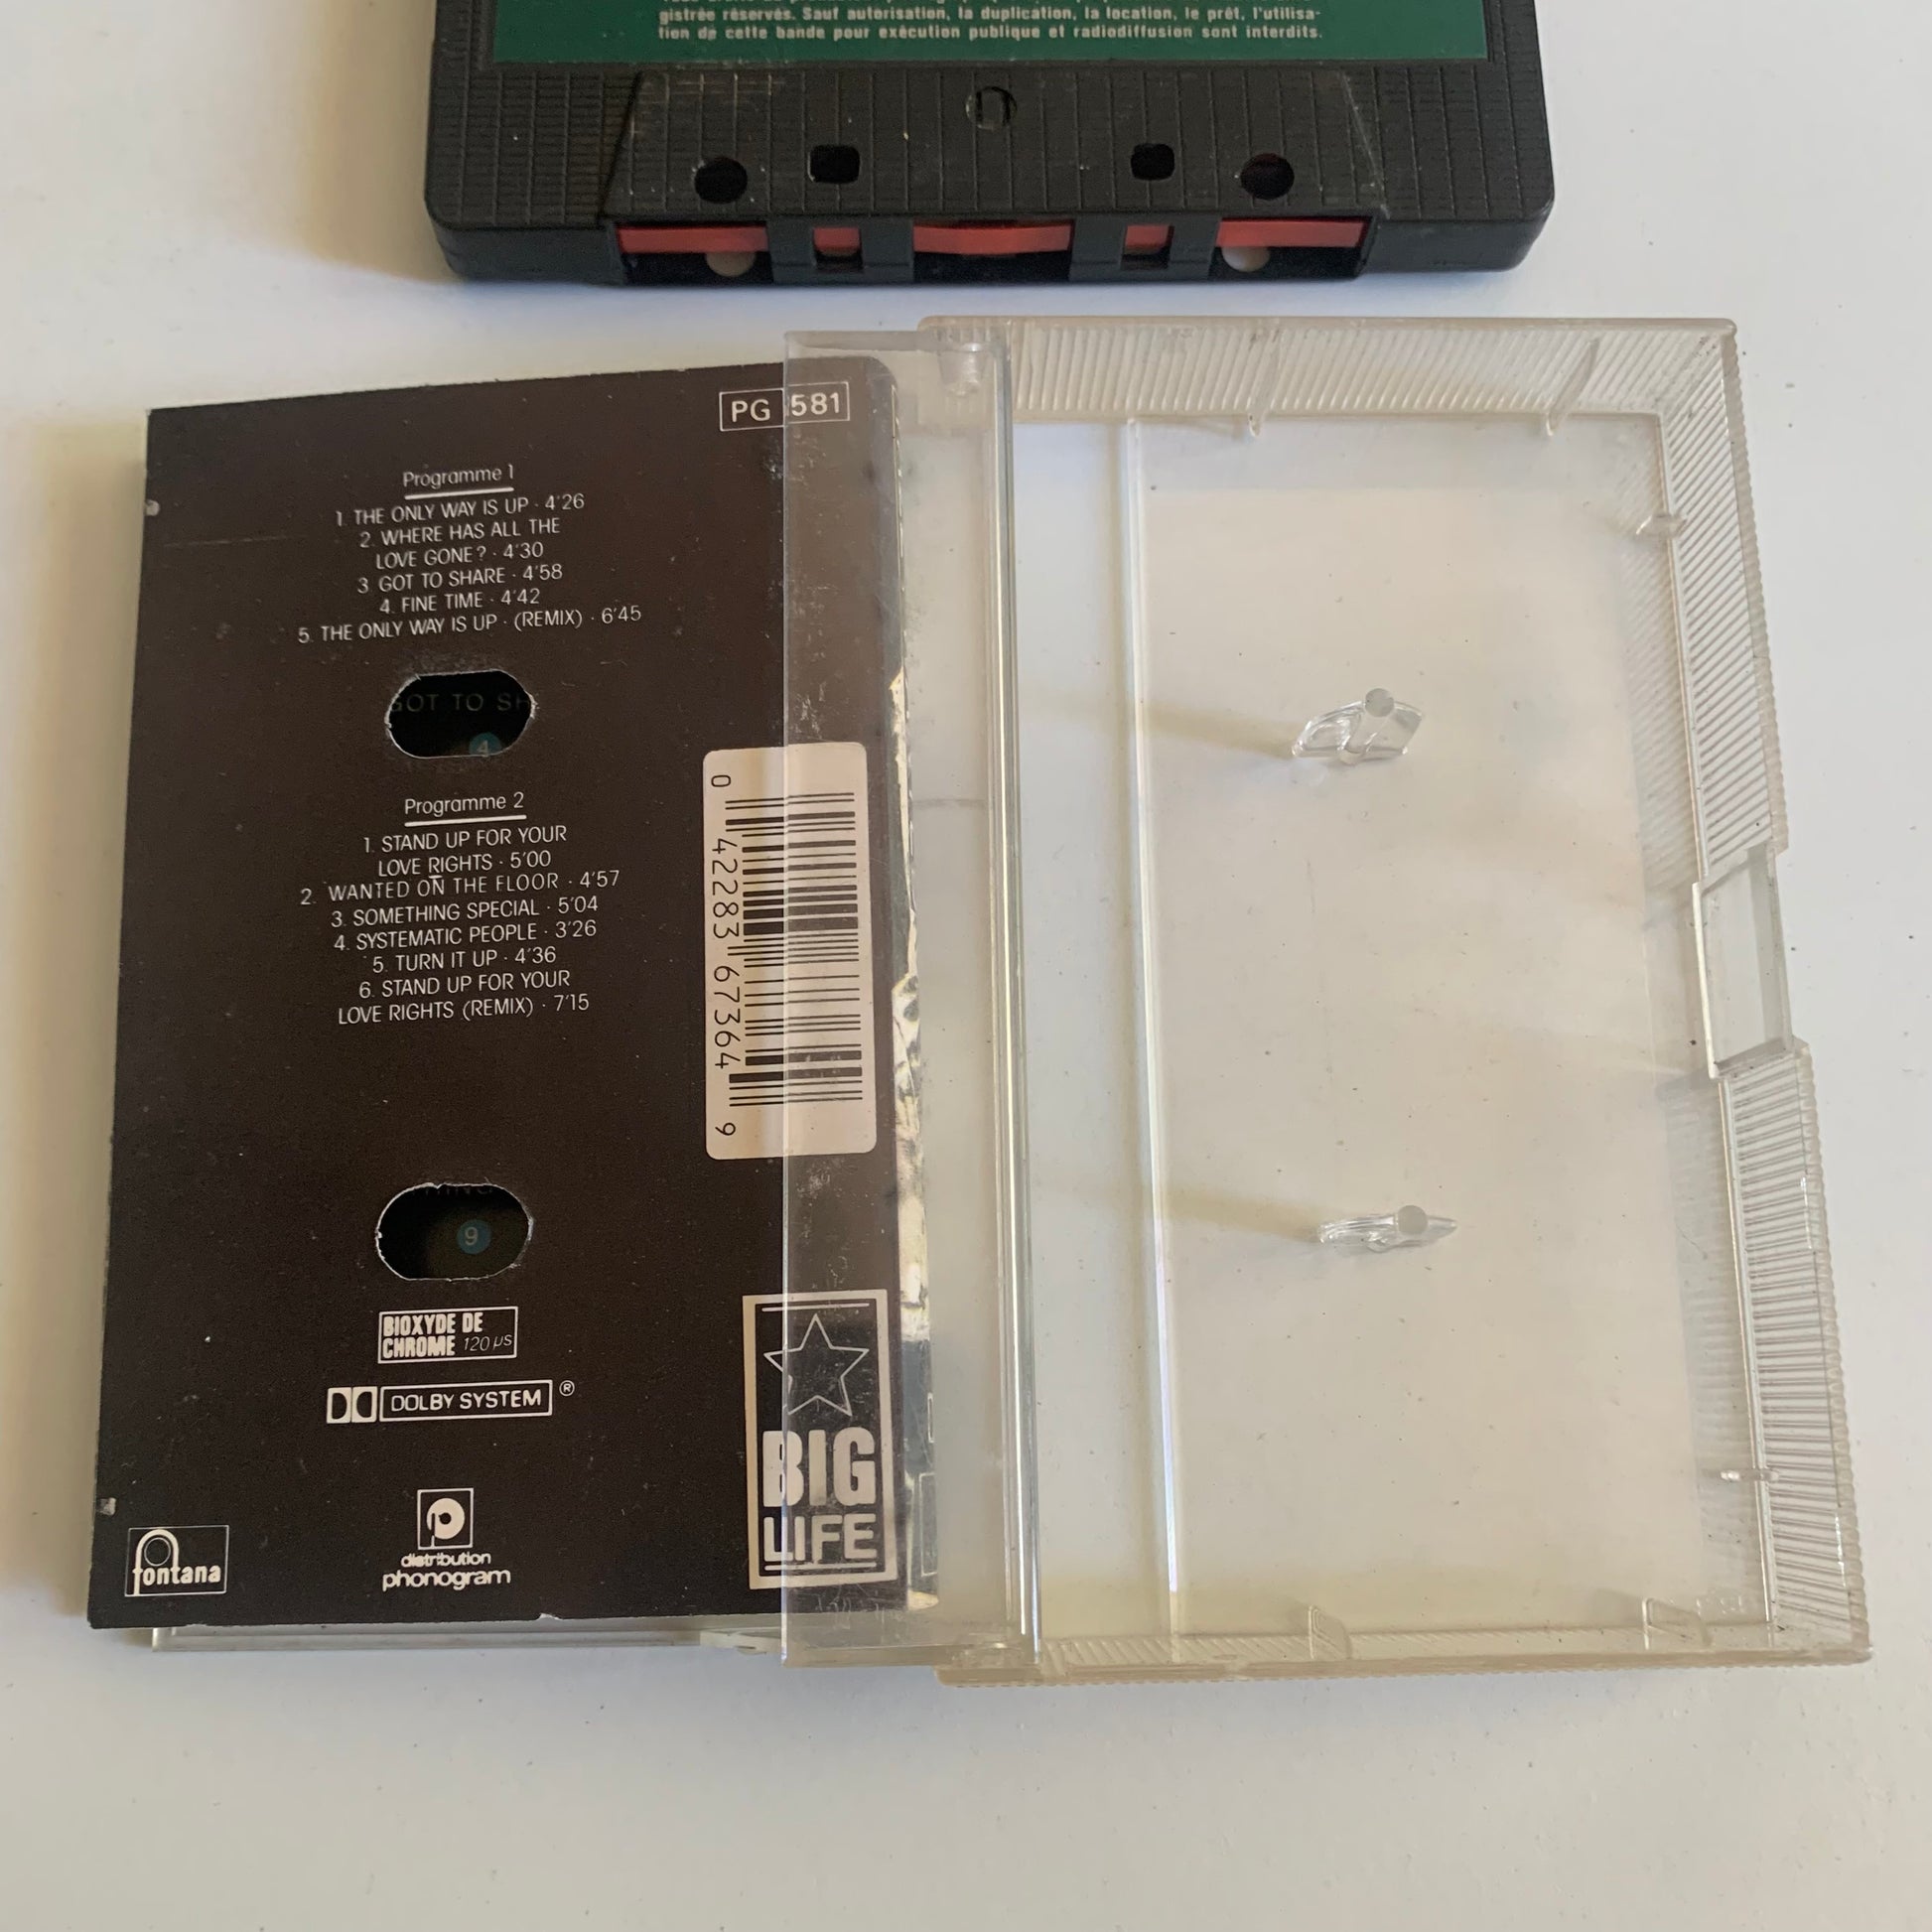 gistrée réservés. Sauf autorisation, la duplication, la location, le prêt, l'utilisa-
tion de cette bande pour exécution publique et radiodiffusion sont interdits.
PG 581
Programme 1
1. THE ONLY WAY IS UP · 4'26
2. WHERE HAS ALL THE
LOVE GONE? · 4'30
3 GOT TO SHARE · 4'58
4. FINE TIME · 4'42
5. THE ONLY WAY IS UP · (REMIX) · 6'45
GOT TO SH
4
Programme 2
1. STAND UP FOR YOUR
LOVE RIGHTS · 5'00
2. WANTED ON THE FLOOR · 4'57
3. SOMETHING SPECIAL · 5'04
4. SYSTEMATIC PEOPLE · 3'26
5. TURN IT UP · 4'36
6. STAND UP FOR YOUR
LOVE RIGHTS (REMIX) · 7'15
0 42283 67364 9
HING
9
BIOXYDE DE
CHROME 120 µs
DOLBY SYSTEM ®
BIG
LIFE
fontana
distribution
phonogram